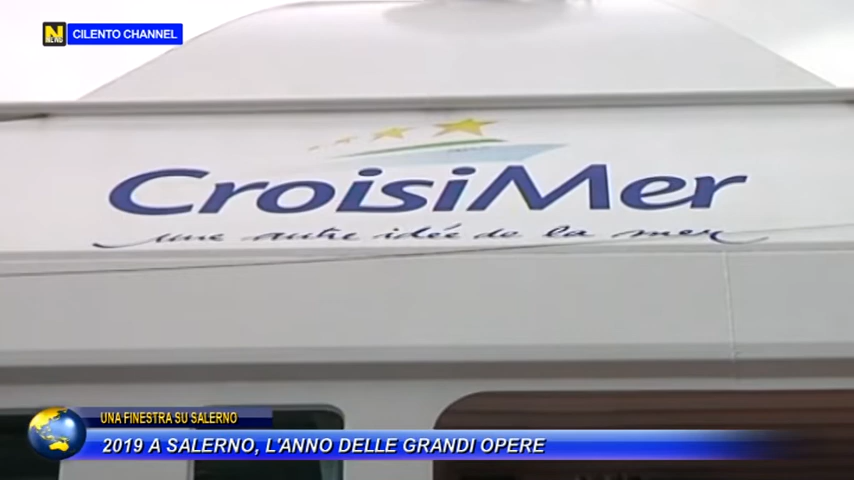 CILENTO CHANNEL
CroisiMer
une autre idée de la mer
UNA FINESTRA SU SALERNO
2019 A SALERNO, L'ANNO DELLE GRANDI OPERE